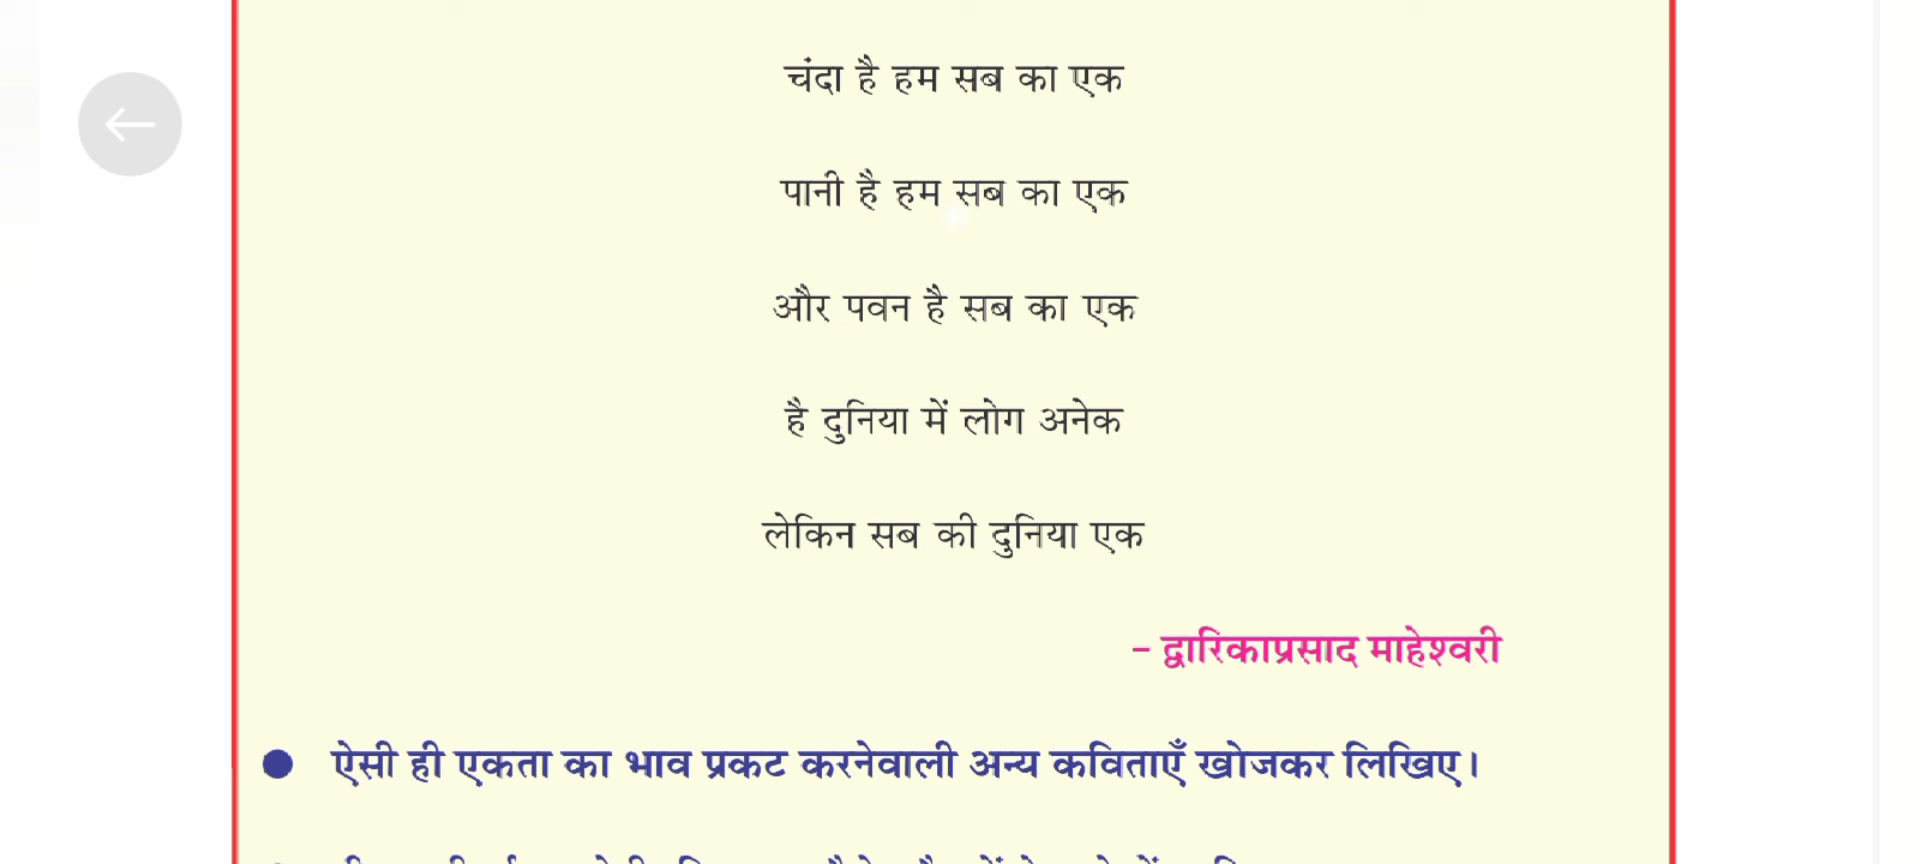 चंदा है हम सब का एक
पानी है हम सब का एक
और पवन है सब का एक
है दुनिया में लोग अनेक
लेकिन सब की दुनिया एक
– द्वारिकाप्रसाद माहेश्वरी
● ऐसी ही एकता का भाव प्रकट करनेवाली अन्य कविताएँ खोजकर लिखिए।